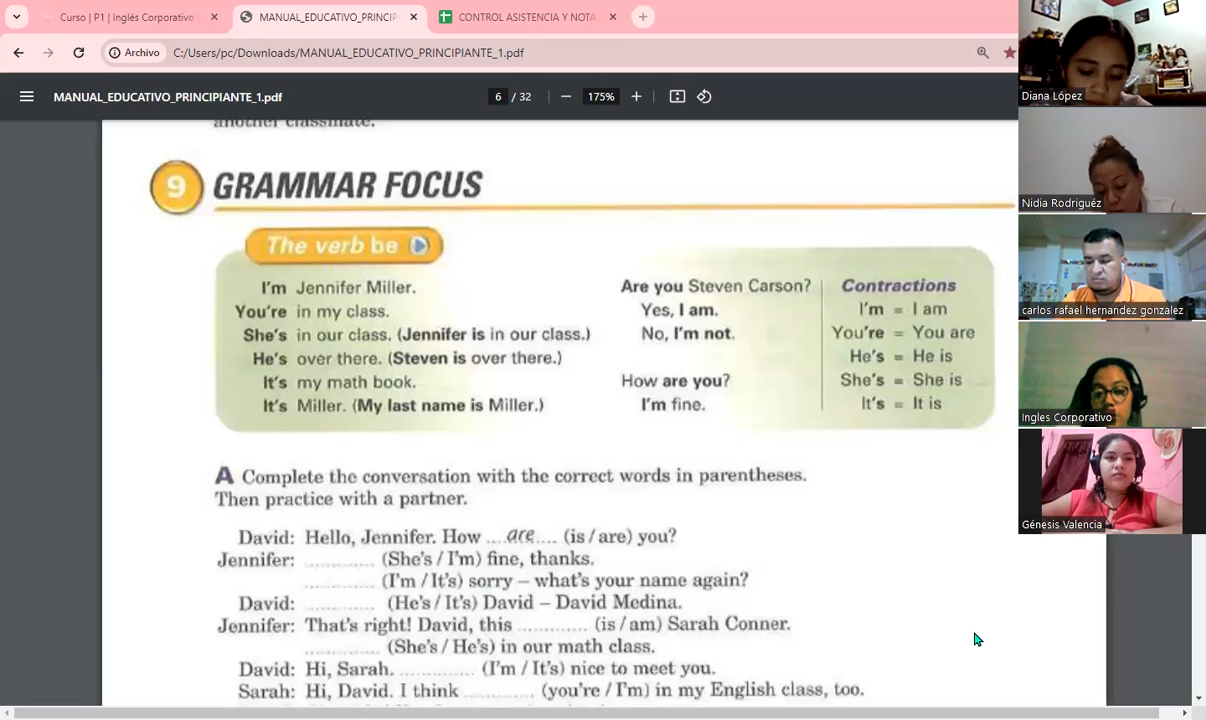 Curso | P1 | Inglés Corporativo
MANUAL_EDUCATIVO_PRINCIP
CONTROL ASISTENCIA Y NOTA
Archivo
C:/Users/pc/Downloads/MANUAL_EDUCATIVO_PRINCIPIANTE_1.pdf
MANUAL_EDUCATIVO_PRINCIPIANTE_1.pdf
6 / 32
175%
another classmate.
9 GRAMMAR FOCUS
The verb be
I'm Jennifer Miller.
You're in my class.
She's in our class. (Jennifer is in our class.)
He's over there. (Steven is over there.)
It's my math book.
It's Miller. (My last name is Miller.)
Are you Steven Carson?
Yes, I am.
No, I'm not.
How are you?
I'm fine.
Contractions
I'm = I am
You're = You are
He's = He is
She's = She is
It's = It is
A Complete the conversation with the correct words in parentheses.
Then practice with a partner.
David: Hello, Jennifer. How ....are.... (is / are) you?
Jennifer: ............ (She's / I'm) fine, thanks.
............ (I'm / It's) sorry – what's your name again?
David: ............ (He's / It's) David – David Medina.
Jennifer: That's right! David, this ............ (is / am) Sarah Conner.
............ (She's / He's) in our math class.
David: Hi, Sarah. ............ (I'm / It's) nice to meet you.
Sarah: Hi, David. I think ............ (you're / I'm) in my English class, too.
Diana López
Nidia Rodriguéz
carlos rafael hernandez gonzalez
Ingles Corporativo
Génesis Valencia